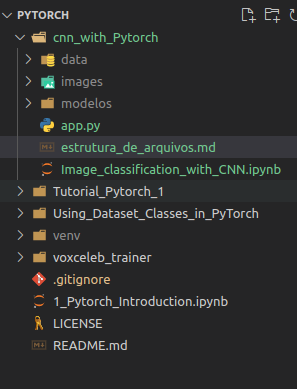 PYTORCH
cnn_with_Pytorch
data
images
modelos
app.py
estrutura_de_arquivos.md
Image_classification_with_CNN.ipynb
Tutorial_Pytorch_1
Using_Dataset_Classes_in_PyTorch
venv
voxceleb_trainer
.gitignore
1_Pytorch_Introduction.ipynb
LICENSE
README.md